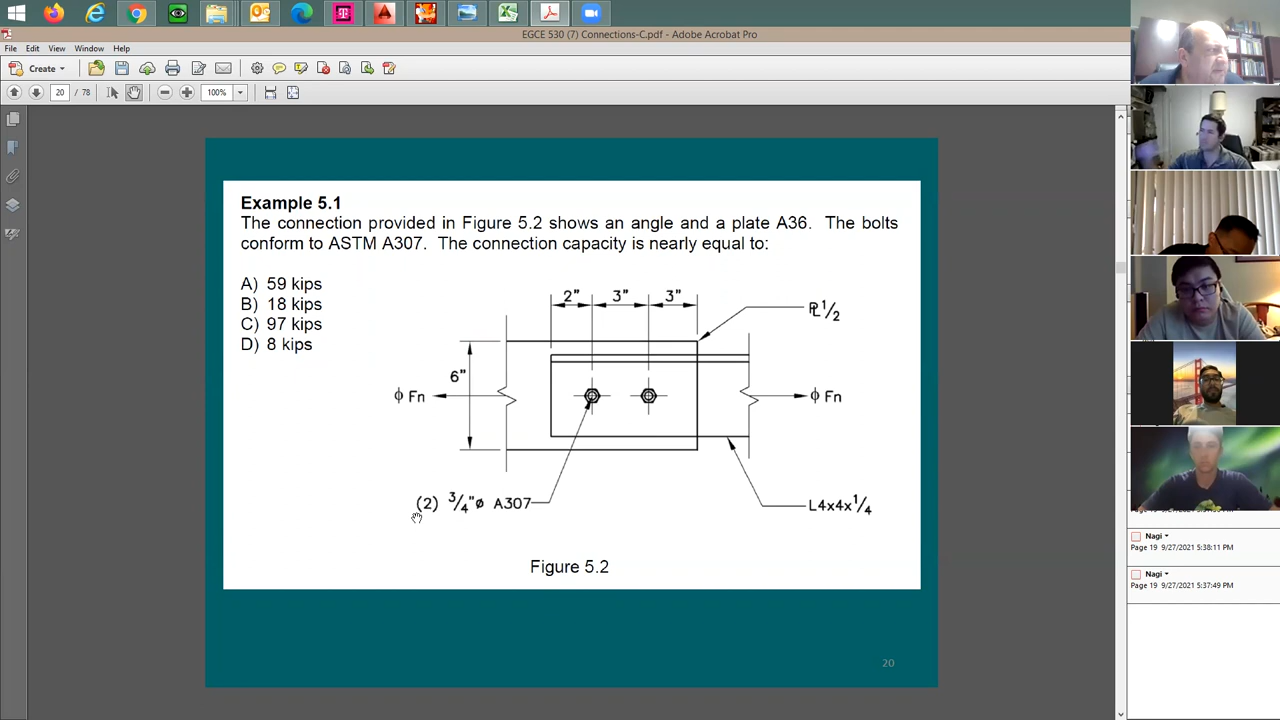 EGCE 530 (7) Connections-C.pdf - Adobe Acrobat Pro
File Edit View Window Help
Create
20 / 78
100%
Example 5.1
The connection provided in Figure 5.2 shows an angle and a plate A36. The bolts
conform to ASTM A307. The connection capacity is nearly equal to:
A) 59 kips
B) 18 kips
C) 97 kips
D) 8 kips
2" 3" 3"
PL 1/2
6"
ϕ Fn
ϕ Fn
(2) 3/4"ø A307
L4x4x1/4
Figure 5.2
20
Nagi
Page 19 9/27/2021 5:38:11 PM
Nagi
Page 19 9/27/2021 5:37:49 PM